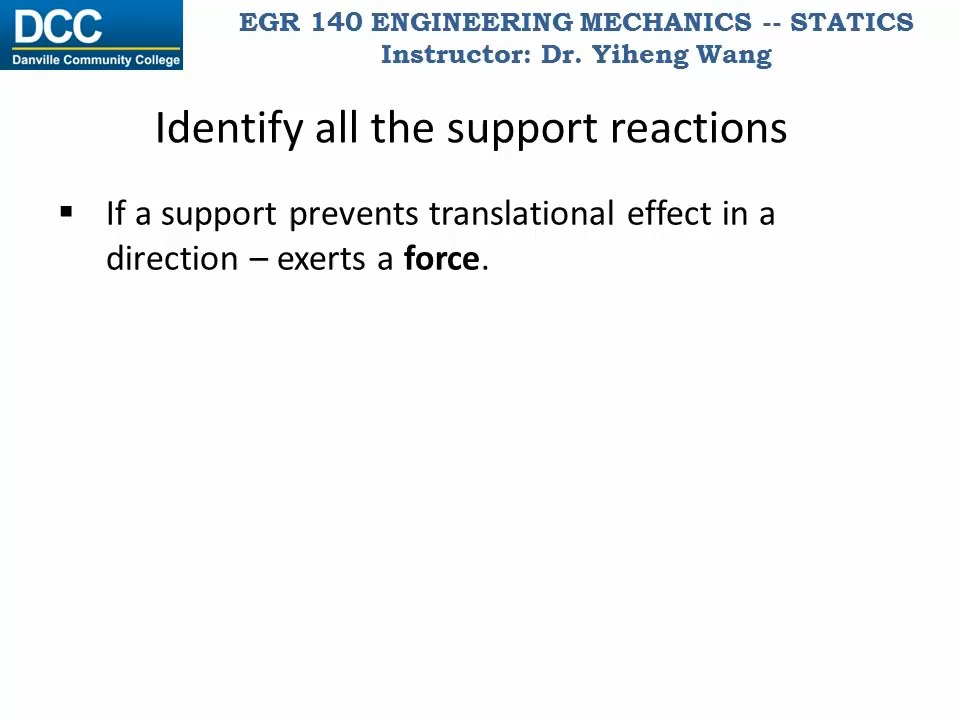 DCC
Danville Community College
EGR 140 ENGINEERING MECHANICS -- STATICS
Instructor: Dr. Yiheng Wang
Identify all the support reactions
▪ If a support prevents translational effect in a
direction – exerts a force.